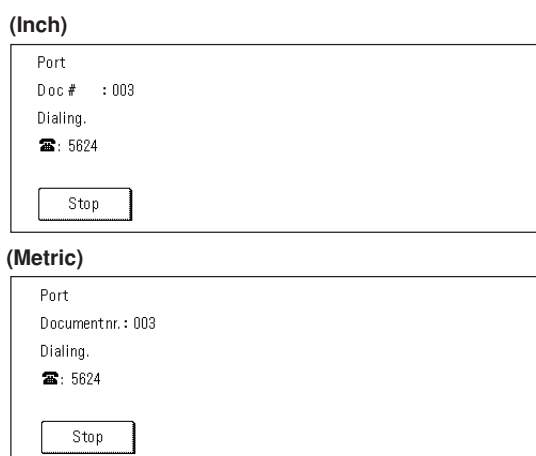 (Inch)
Port
Doc # : 003
Dialing.
☎: 5624
Stop
(Metric)
Port
Documentnr. : 003
Dialing.
☎: 5624
Stop